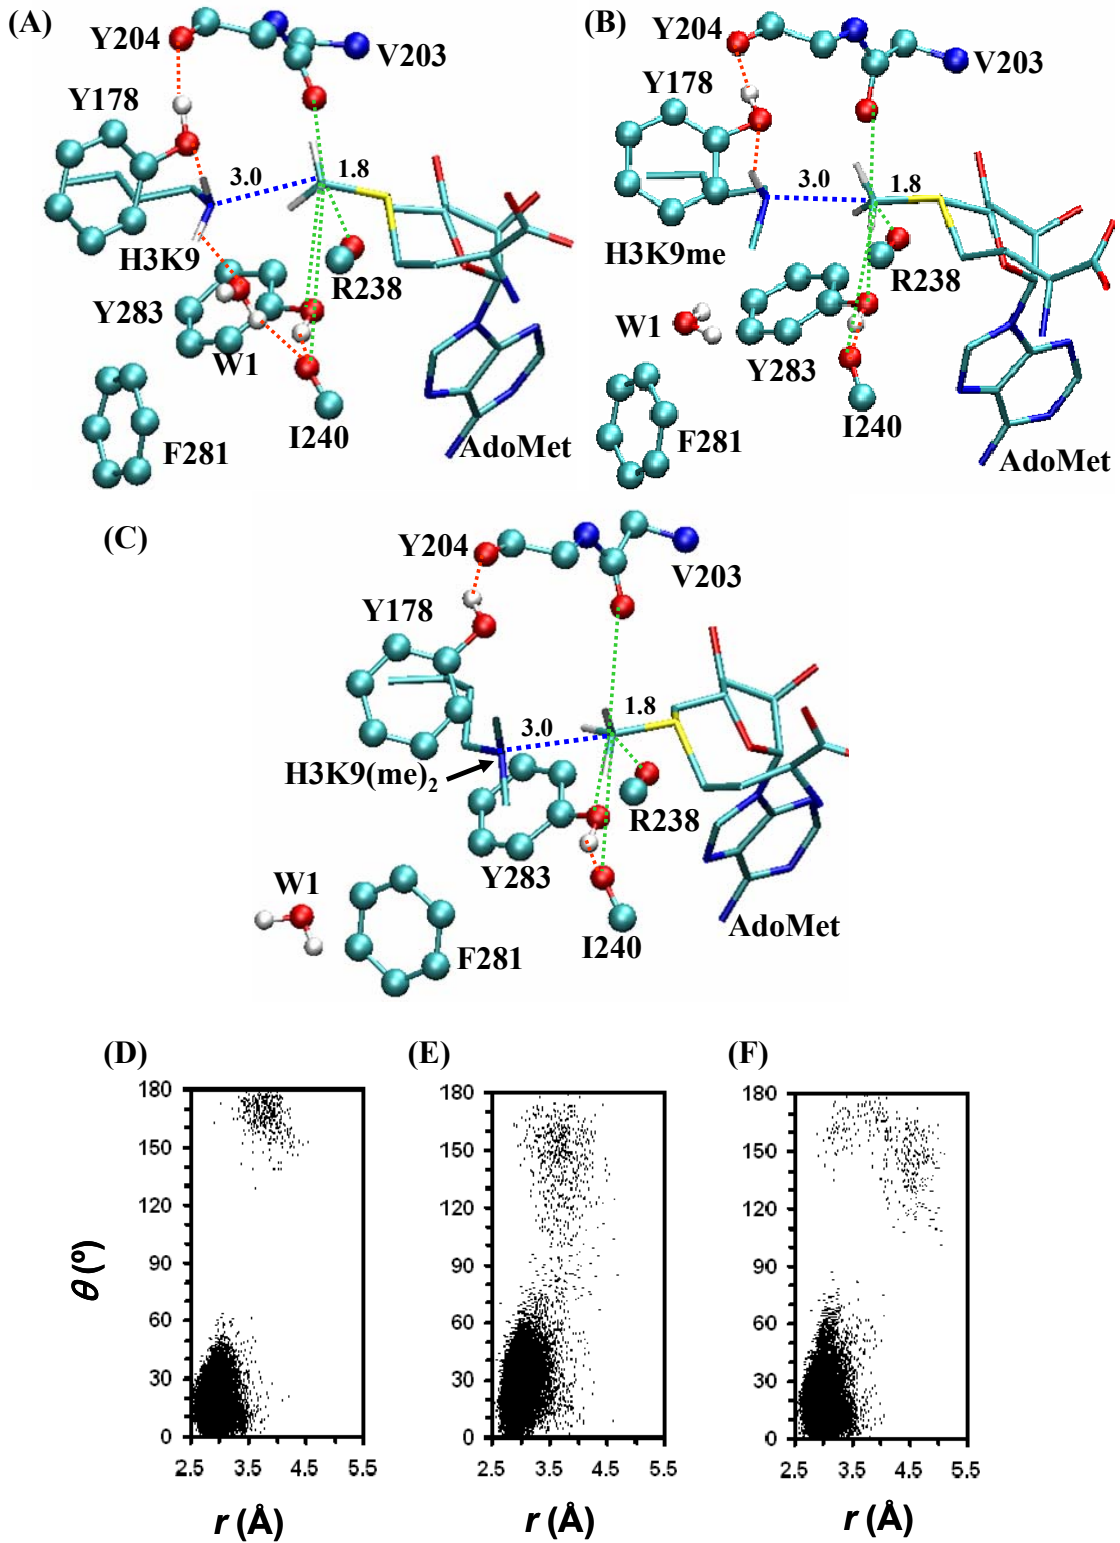 (A)
Y204
V203
Y178
3.0
1.8
H3K9
R238
Y283
W1
I240
F281
AdoMet
(B)
Y204
V203
Y178
3.0
1.8
H3K9me
R238
W1
Y283
I240
F281
AdoMet
(C)
Y204
V203
Y178
1.8
3.0
H3K9(me)₂
R238
Y283
W1
F281
I240
AdoMet
(D) (E) (F)
180 180 180
150 150 150
120 120 120
90 90 90
θ (º)
60 60 60
30 30 30
0 0 0
2.5 3.5 4.5 5.5 2.5 3.5 4.5 5.5 2.5 3.5 4.5 5.5
r (Å) r (Å) r (Å)